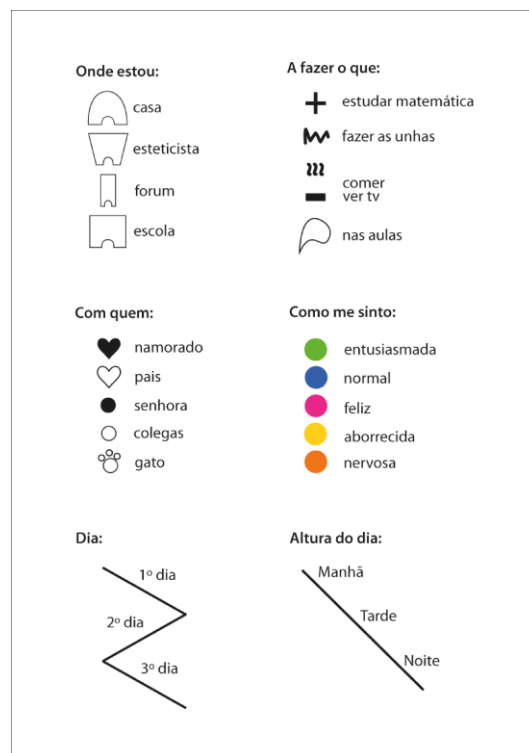 Onde estou:
casa
esteticista
forum
escola
A fazer o que:
estudar matemática
fazer as unhas
comer
ver tv
nas aulas
Com quem:
namorado
pais
senhora
colegas
gato
Como me sinto:
entusiasmada
normal
feliz
aborrecida
nervosa
Dia:
1º dia
2º dia
3º dia
Altura do dia:
Manhã
Tarde
Noite